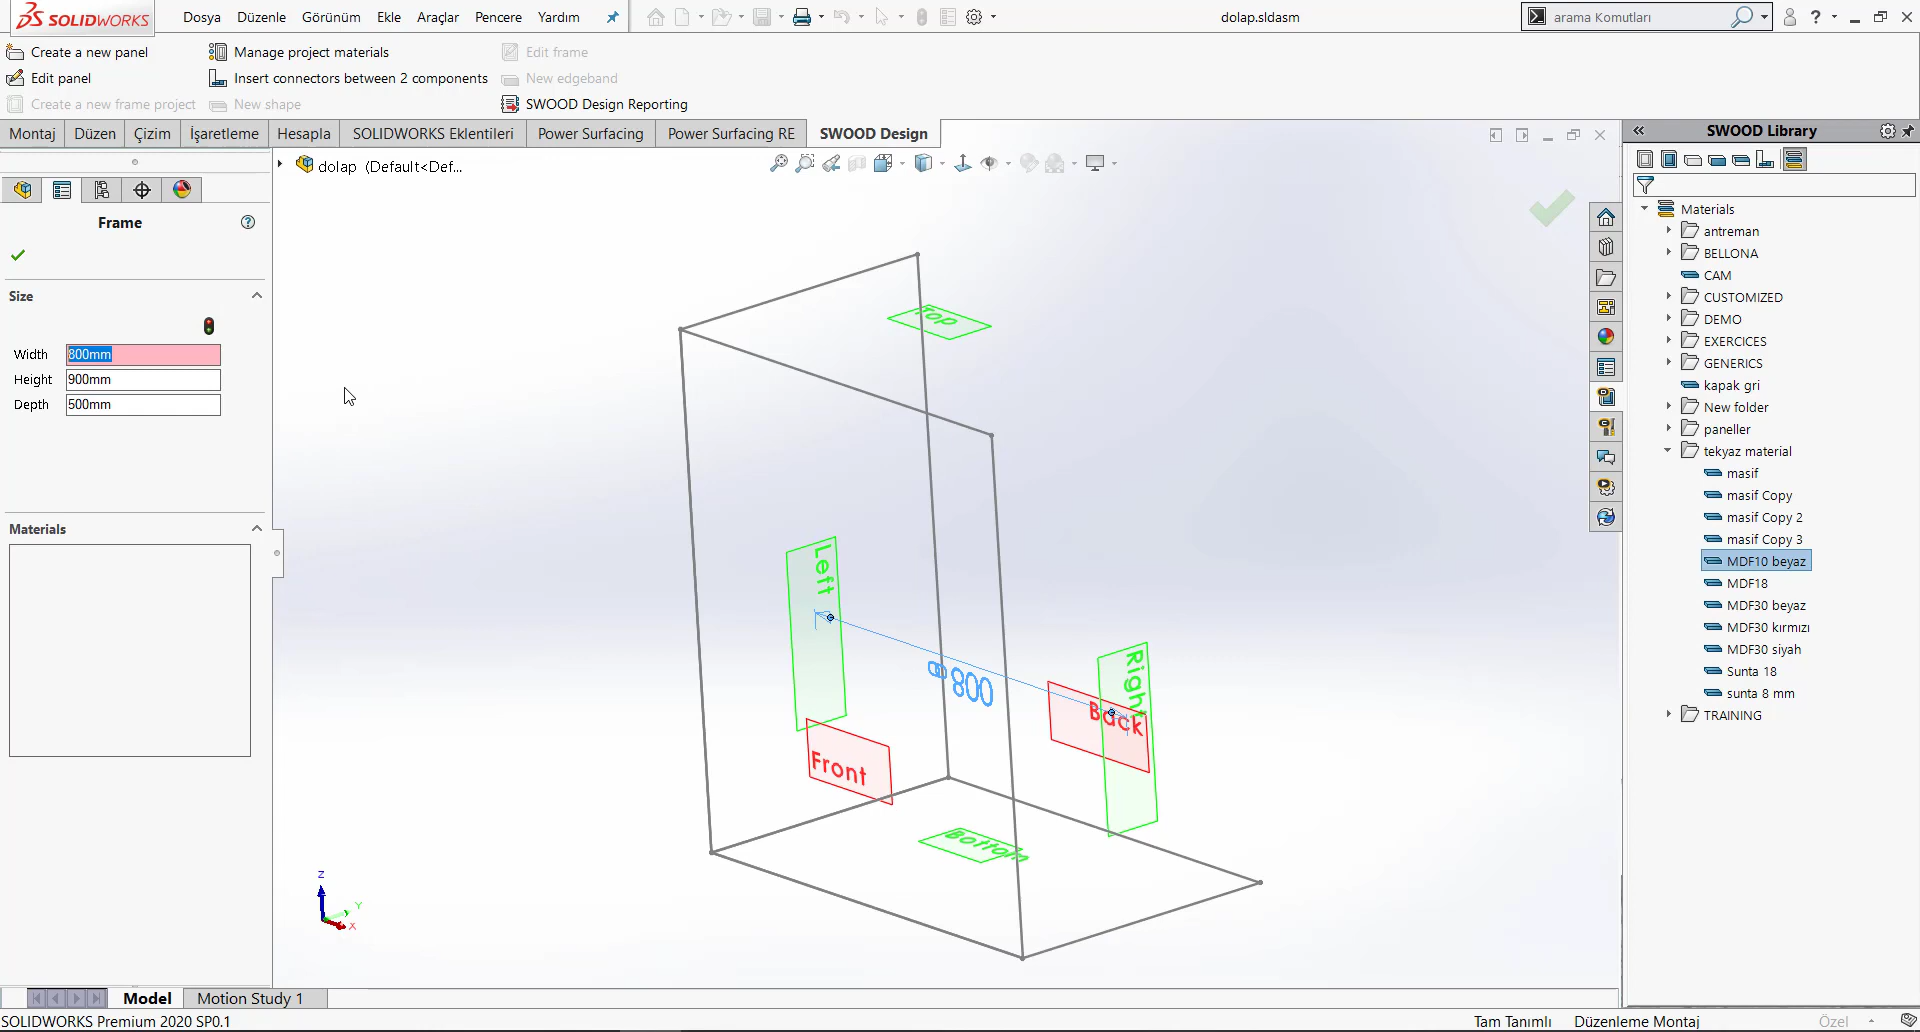 SOLIDWORKS
Dosya Düzenle Görünüm Ekle Araçlar Pencere Yardım
dolap.sldasm
arama Komutları
?
Create a new panel
Manage project materials
Edit frame
Edit panel
Insert connectors between 2 components
New edgeband
Create a new frame project
New shape
SWOOD Design Reporting
Montaj Düzen Çizim İşaretleme Hesapla SOLIDWORKS Eklentileri Power Surfacing Power Surfacing RE SWOOD Design
SWOOD Library
dolap (Default<Def...
Frame
Size
Width 800mm
Height 900mm
Depth 500mm
Materials
Top
Left
Right
Back
Front
Bottom
800
Z
Y
X
Materials
antreman
BELLONA
CAM
CUSTOMIZED
DEMO
EXERCICES
GENERICS
kapak gri
New folder
paneller
tekyaz material
masif
masif Copy
masif Copy 2
masif Copy 3
MDF10 beyaz
MDF18
MDF30 beyaz
MDF30 kırmızı
MDF30 siyah
Sunta 18
sunta 8 mm
TRAINING
Model Motion Study 1
SOLIDWORKS Premium 2020 SP0.1
Tam Tanımlı Düzenleme Montaj Özel